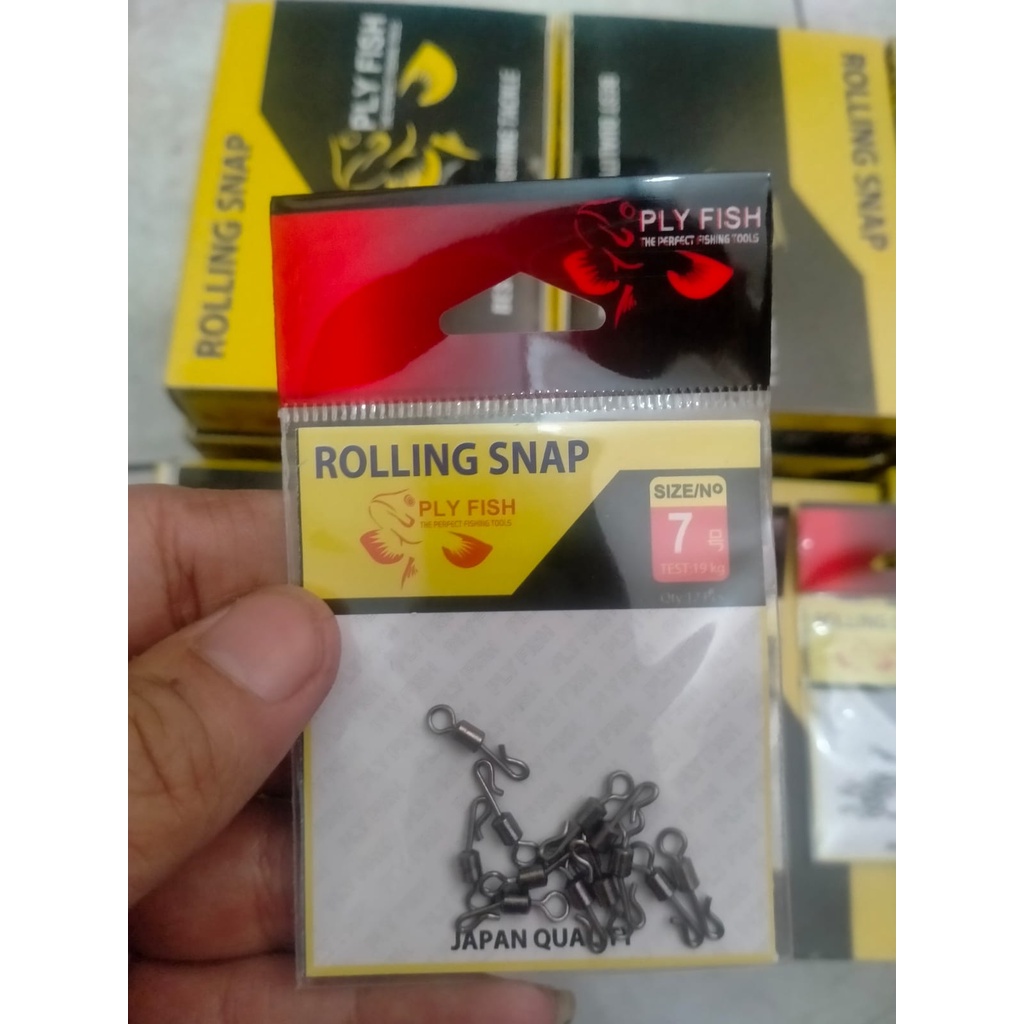 ROLLING SNAP
PLY FISH
ROLLING SNAP
PLY FISH
THE PERFECT FISHING TOOLS
ROLLING SNAP
PLY FISH
THE PERFECT FISHING TOOLS
SIZE/No
7 号
TEST:19 kg
JAPAN QUALITY